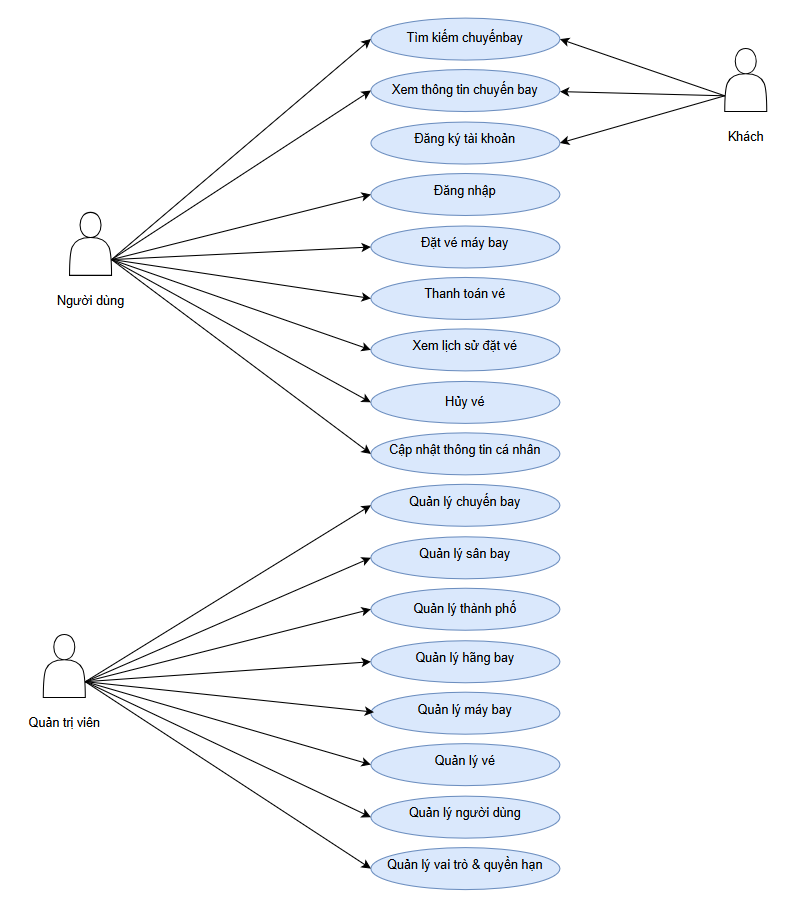 Tìm kiếm chuyếnbay
Xem thông tin chuyến bay
Đăng ký tài khoản
Khách
Đăng nhập
Đặt vé máy bay
Người dùng
Thanh toán vé
Xem lịch sử đặt vé
Hủy vé
Cập nhật thông tin cá nhân
Quản lý chuyến bay
Quản lý sân bay
Quản lý thành phố
Quản lý hãng bay
Quản lý máy bay
Quản trị viên
Quản lý vé
Quản lý người dùng
Quản lý vai trò & quyền hạn